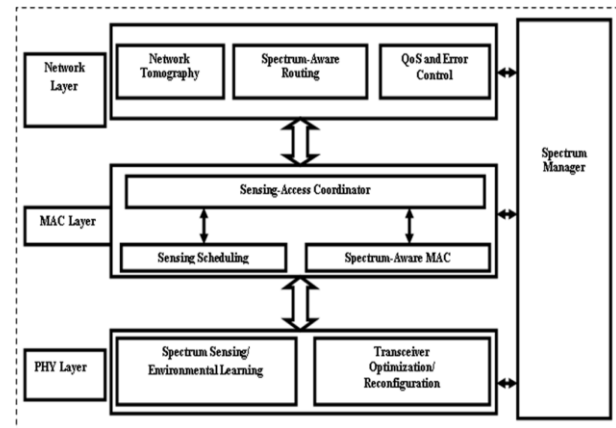 Network
Layer
Network
Tomography
Spectrum-Aware
Routing
QoS and Error
Control
Spectrum
Manager
MAC Layer
Sensing-Access Coordinator
Sensing Scheduling
Spectrum-Aware MAC
PHY Layer
Spectrum Sensing/
Environmental Learning
Transceiver
Optimization/
Reconfiguration